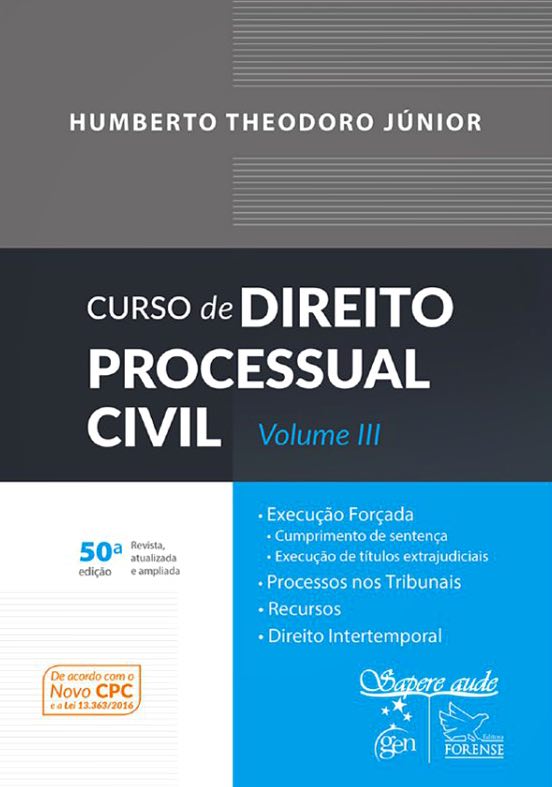 HUMBERTO THEODORO JÚNIOR
CURSO de DIREITO
PROCESSUAL
CIVIL Volume III
50ª
edição
Revista,
atualizada
e ampliada
• Execução Forçada
• Cumprimento de sentença
• Execução de títulos extrajudiciais
• Processos nos Tribunais
• Recursos
• Direito Intertemporal
De acordo com o
Novo CPC
e a Lei 13.363/2016
Sapere aude
gen
Editora
FORENSE